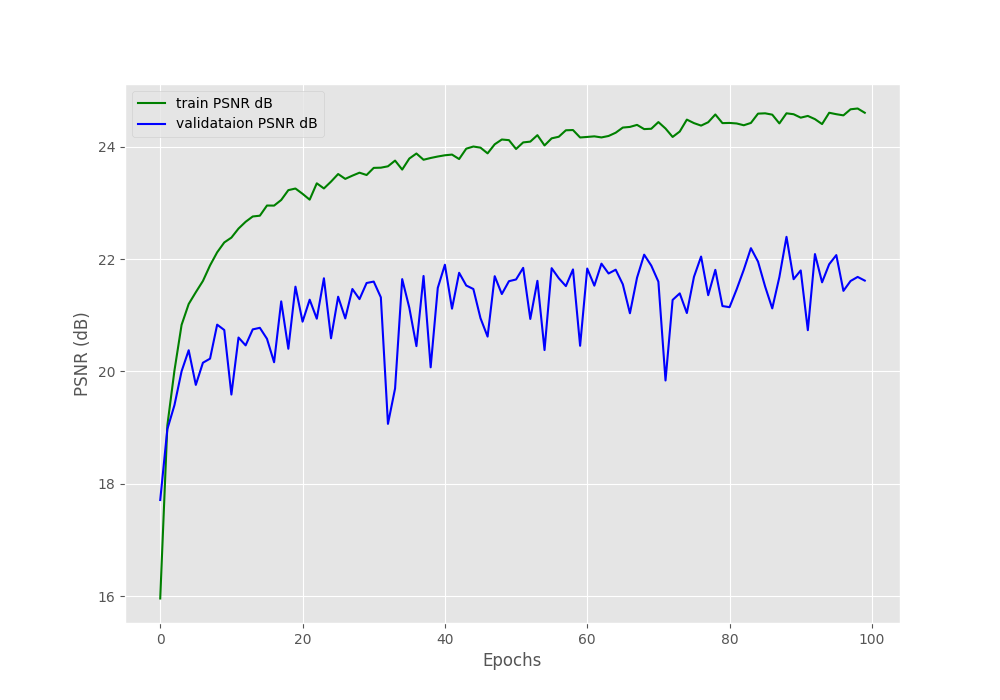 train PSNR dB
validataion PSNR dB
24
22
20
18
16
PSNR (dB)
0 20 40 60 80 100
Epochs